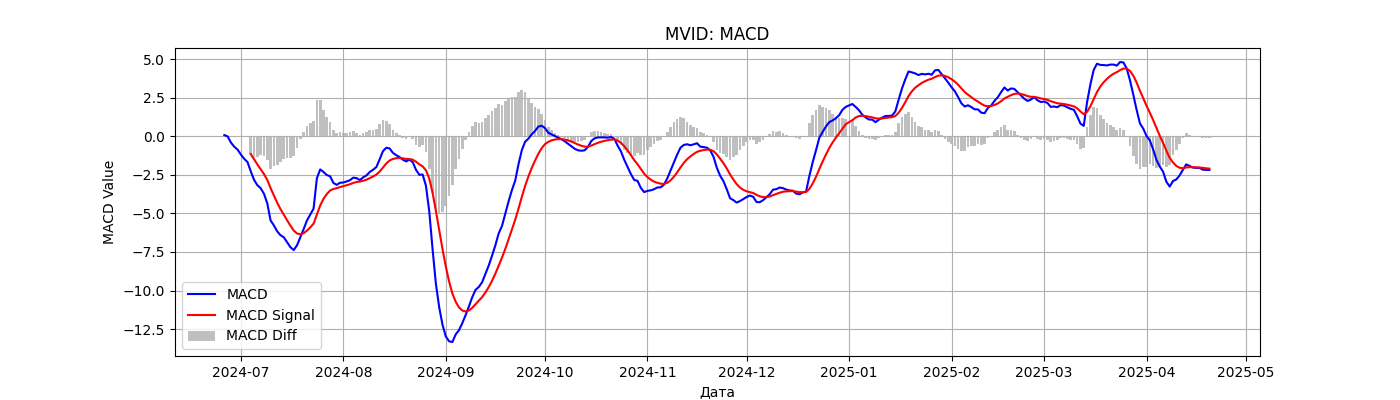 MVID: MACD
5.0
2.5
0.0
−2.5
−5.0
−7.5
−10.0
−12.5
MACD Value
MACD
MACD Signal
MACD Diff
2024-07 2024-08 2024-09 2024-10 2024-11 2024-12 2025-01 2025-02 2025-03 2025-04 2025-05
Дата